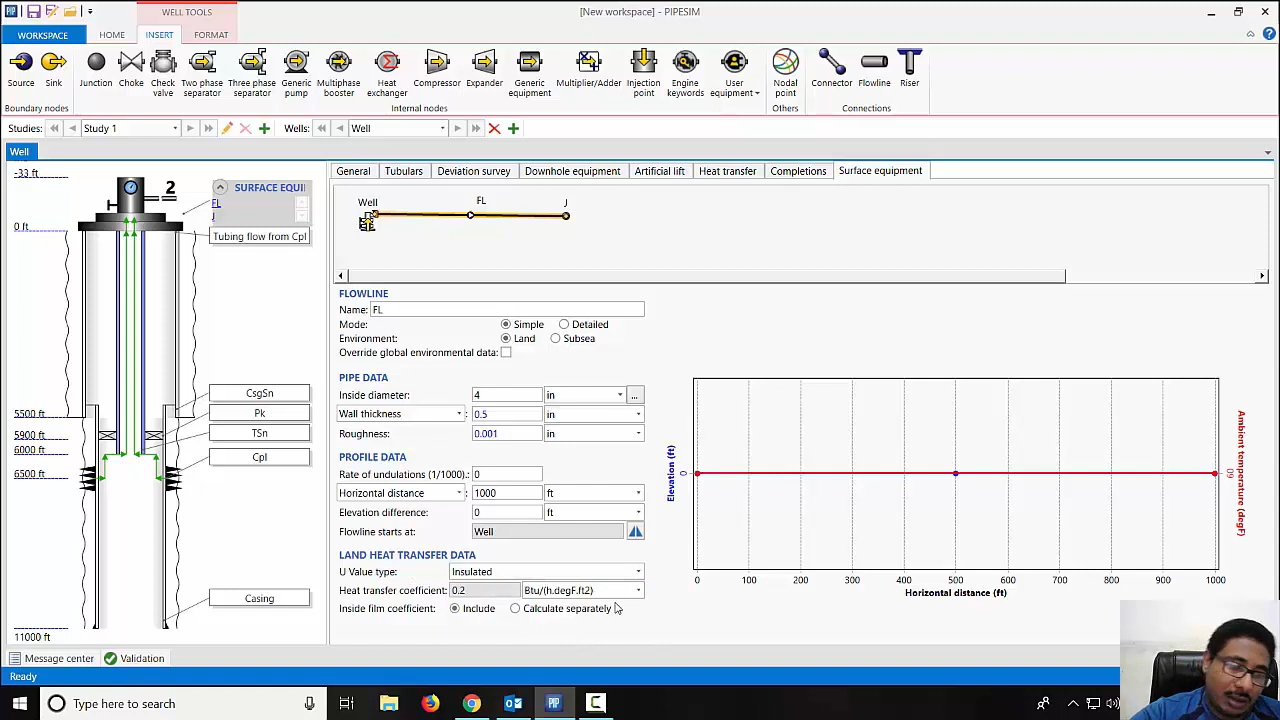 WELL TOOLS
[New workspace] - PIPESIM
WORKSPACE HOME INSERT FORMAT
Source Sink Junction Choke Check valve Two phase separator Three phase separator Generic pump Multiphase booster Heat exchanger Compressor Expander Generic equipment Multiplier/Adder Injection point Engine keywords User equipment Nodal point Connector Flowline Riser
Boundary nodes Internal nodes Others Connections
Studies: Study 1 Wells: Well
Well
-33 ft
2
SURFACE EQUI
FL
J
0 ft
Tubing flow from Cpl
CsgSn
5500 ft
Pk
5900 ft
TSn
6000 ft
Cpl
6500 ft
Casing
11000 ft
General Tubulars Deviation survey Downhole equipment Artificial lift Heat transfer Completions Surface equipment
Well FL J
FLOWLINE
Name: FL
Mode: Simple Detailed
Environment: Land Subsea
Override global environmental data:
PIPE DATA
Inside diameter: 4 in ...
Wall thickness : 0.5 in
Roughness: 0.001 in
PROFILE DATA
Rate of undulations (1/1000).: 0
Horizontal distance : 1000 ft
Elevation difference: 0 ft
Flowline starts at: Well
LAND HEAT TRANSFER DATA
U Value type: Insulated
Heat transfer coefficient: 0.2 Btu/(h.degF.ft2)
Inside film coefficient: Include Calculate separately
Elevation (ft)
0
60
Ambient temperature (degF)
0 100 200 300 400 500 600 700 800 900 1000
Horizontal distance (ft)
Message center Validation
Ready
Type here to search